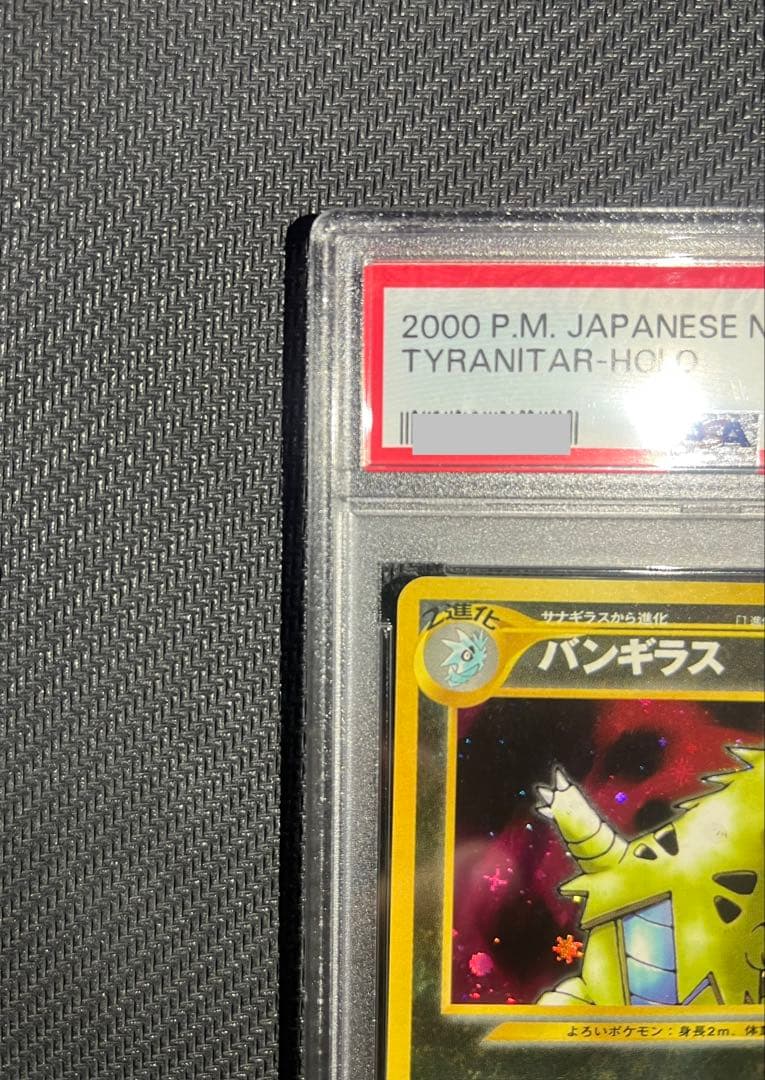 2000 P.M. JAPANESE N
TYRANITAR-HOLO
2進化
サナギラスから進化
バンギラス
よろいポケモン：身長2m, 体